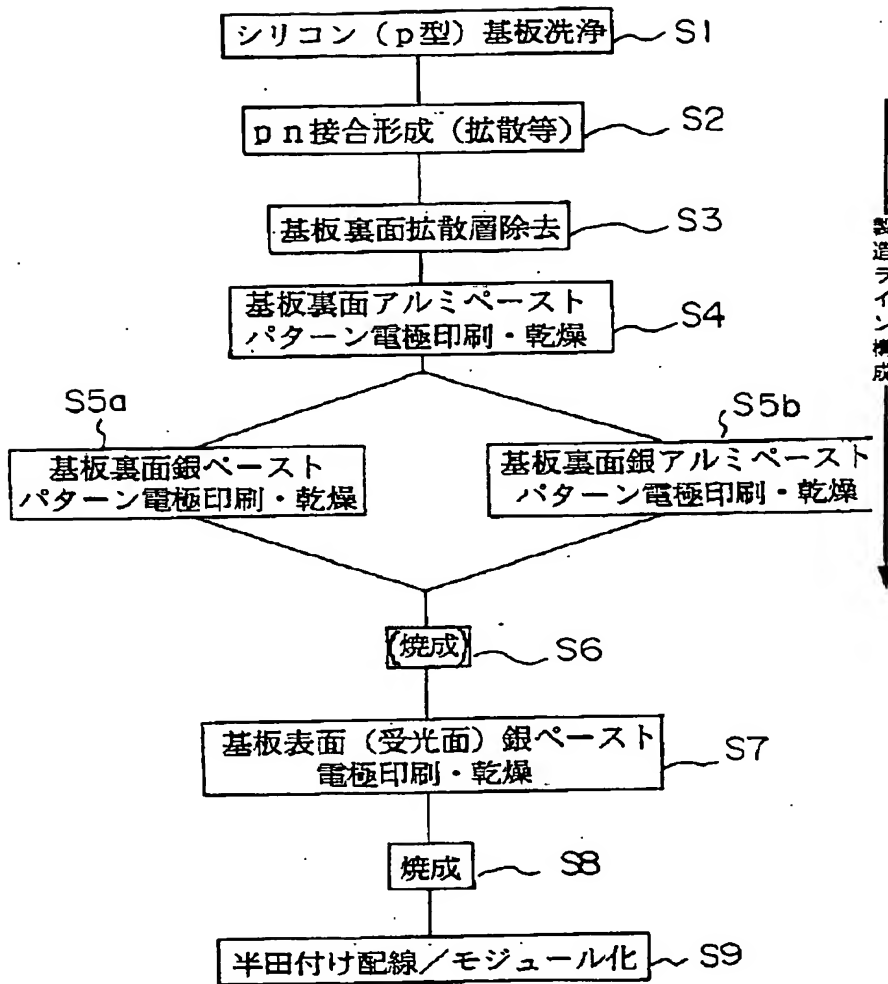 シリコン（p型）基板洗浄 S1
pn接合形成（拡散等） S2
基板裏面拡散層除去 S3
基板裏面アルミペースト
パターン電極印刷・乾燥 S4
S5a
基板裏面銀ペースト
パターン電極印刷・乾燥
S5b
基板裏面銀アルミペースト
パターン電極印刷・乾燥
(焼成) S6
基板表面（受光面）銀ペースト
電極印刷・乾燥 S7
焼成 S8
半田付け配線／モジュール化 S9
製造ライン構成